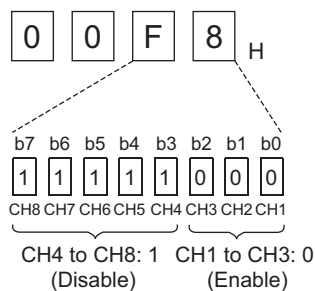 0 0 F 8 H
b7 b6 b5 b4 b3 b2 b1 b0
1 1 1 1 1 0 0 0
CH8 CH7 CH6 CH5 CH4 CH3 CH2 CH1
CH4 to CH8: 1 CH1 to CH3: 0
(Disable) (Enable)